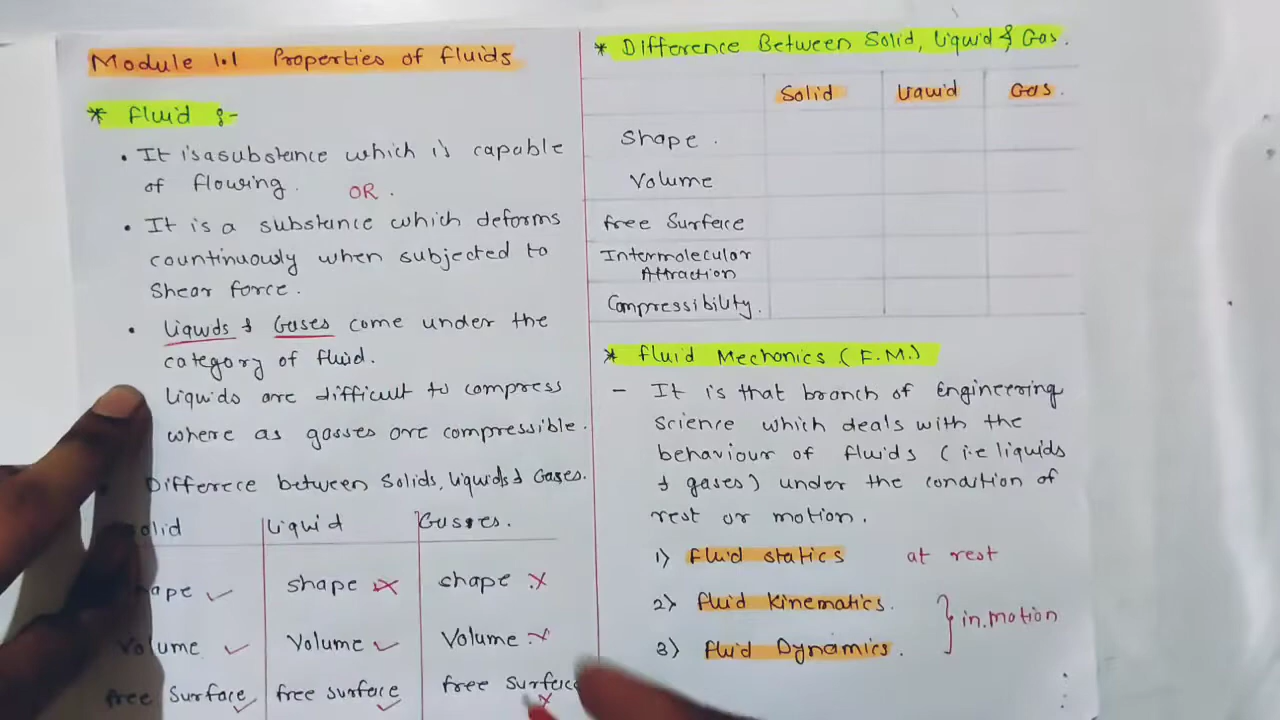 Module 1.1 Properties of fluids
* fluid :-
• It is a substance which is capable
of flowing. OR.
• It is a substance which deforms
countinuously when subjected to
Shear force.
• Liquids & Gases come under the
category of fluid.
Liquids are difficult to compress
where as gasses are compressible.
Differece between Solids, liquids & Gases.
solid Liquid Gusses.
shape ✓ shape × shape ×
Volume ✓ Volume ✓ Volume ×
free Surface ✓ free surface ✓ free surface ×
* Difference Between Solid, Liquid & Gas.
Solid Liquid Gas.
Shape.
Volume
free Surface
Intermolecular
Attraction
Compressibility.
* fluid Mechanics (F.M.)
- It is that branch of Engineering
Science which deals with the
behaviour of fluids (i.e liquids
& gases) under the condition of
rest or motion.
1) fluid statics at rest
2) fluid Kinematics.
} in.motion
3) fluid Dynamics.